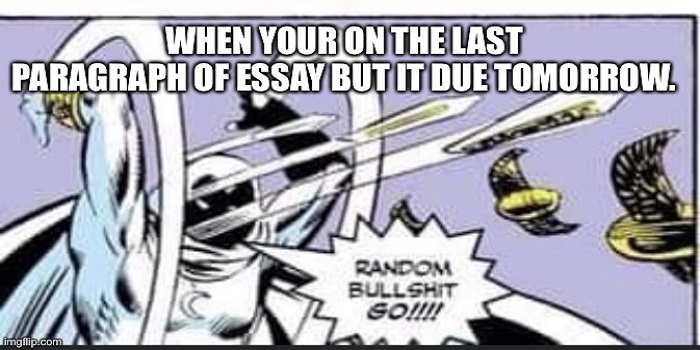 WHEN YOUR ON THE LAST
PARAGRAPH OF ESSAY BUT IT DUE TOMORROW.
RANDOM
BULLSHIT
GO!!!!
imgflip.com